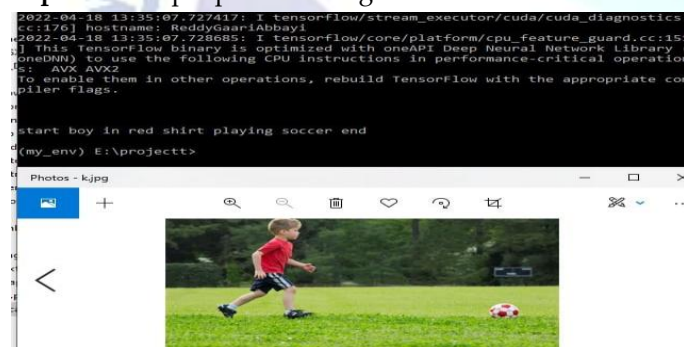 2022-04-18 13:35:07.727417: I tensorflow/stream_executor/cuda/cuda_diagnostics
cc:176] hostname: ReddyGaariAbbayi
2022-04-18 13:35:07.728685: I tensorflow/core/platform/cpu_feature_guard.cc:15
] This TensorFlow binary is optimized with oneAPI Deep Neural Network Library
oneDNN) to use the following CPU instructions in performance-critical operatio
s: AVX AVX2
To enable them in other operations, rebuild TensorFlow with the appropriate co
piler flags.
start boy in red shirt playing soccer end
(my_env) E:\projectt>
Photos - k.jpg